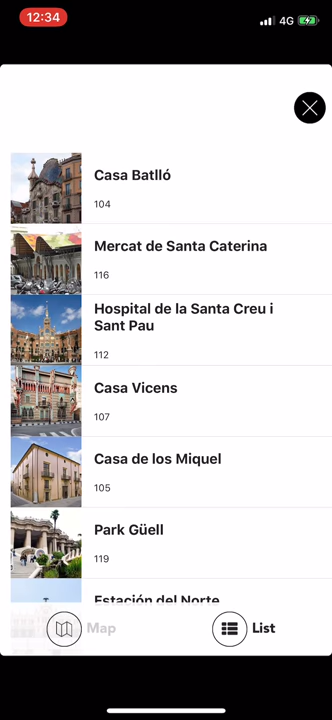 12:34
4G
Casa Batlló
104
Mercat de Santa Caterina
116
Hospital de la Santa Creu i
Sant Pau
112
Casa Vicens
107
Casa de los Miquel
105
Park Güell
119
Estación del Norte
Map
List